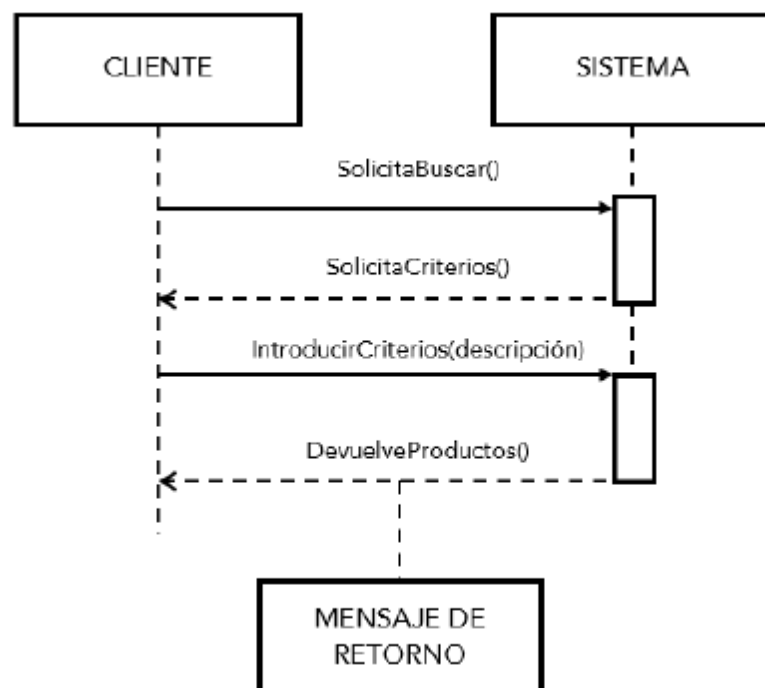 CLIENTE
SISTEMA
SolicitaBuscar()
SolicitaCriterios()
IntroducirCriterios(descripción)
DevuelveProductos()
MENSAJE DE
RETORNO